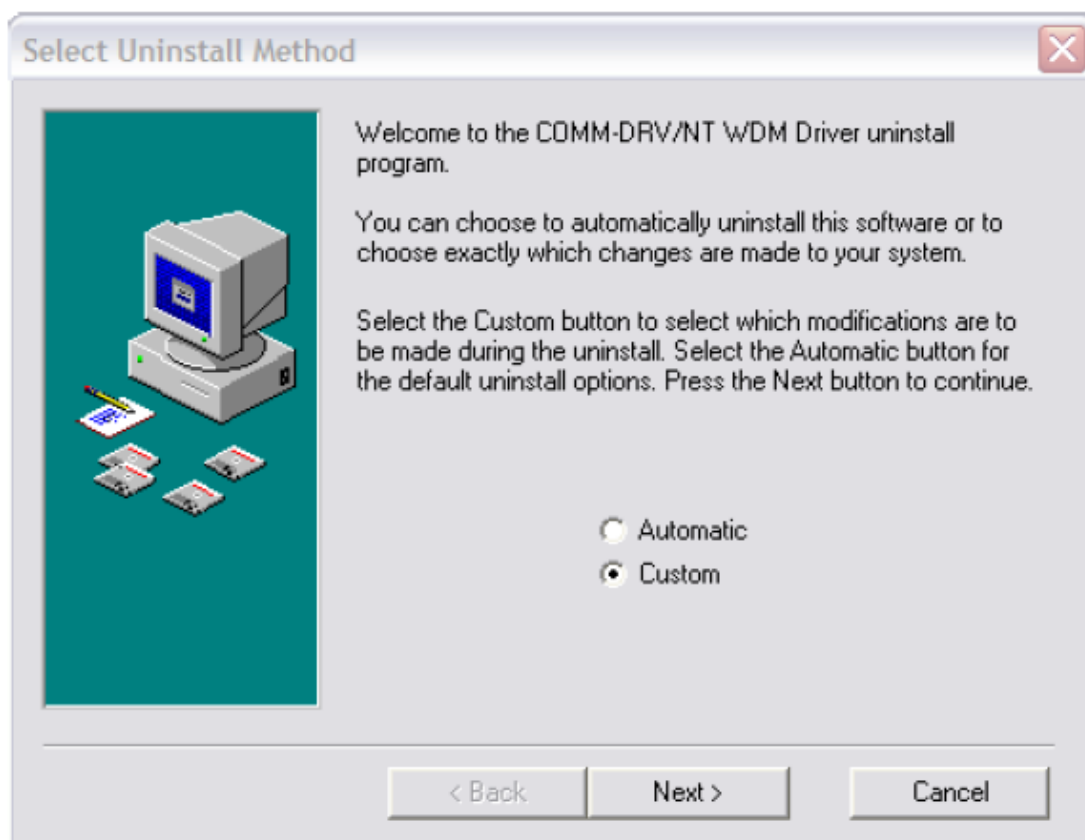 Select Uninstall Method
Welcome to the COMM-DRV/NT WDM Driver uninstall
program.
You can choose to automatically uninstall this software or to
choose exactly which changes are made to your system.
Select the Custom button to select which modifications are to
be made during the uninstall. Select the Automatic button for
the default uninstall options. Press the Next button to continue.
Automatic
Custom
< Back
Next >
Cancel